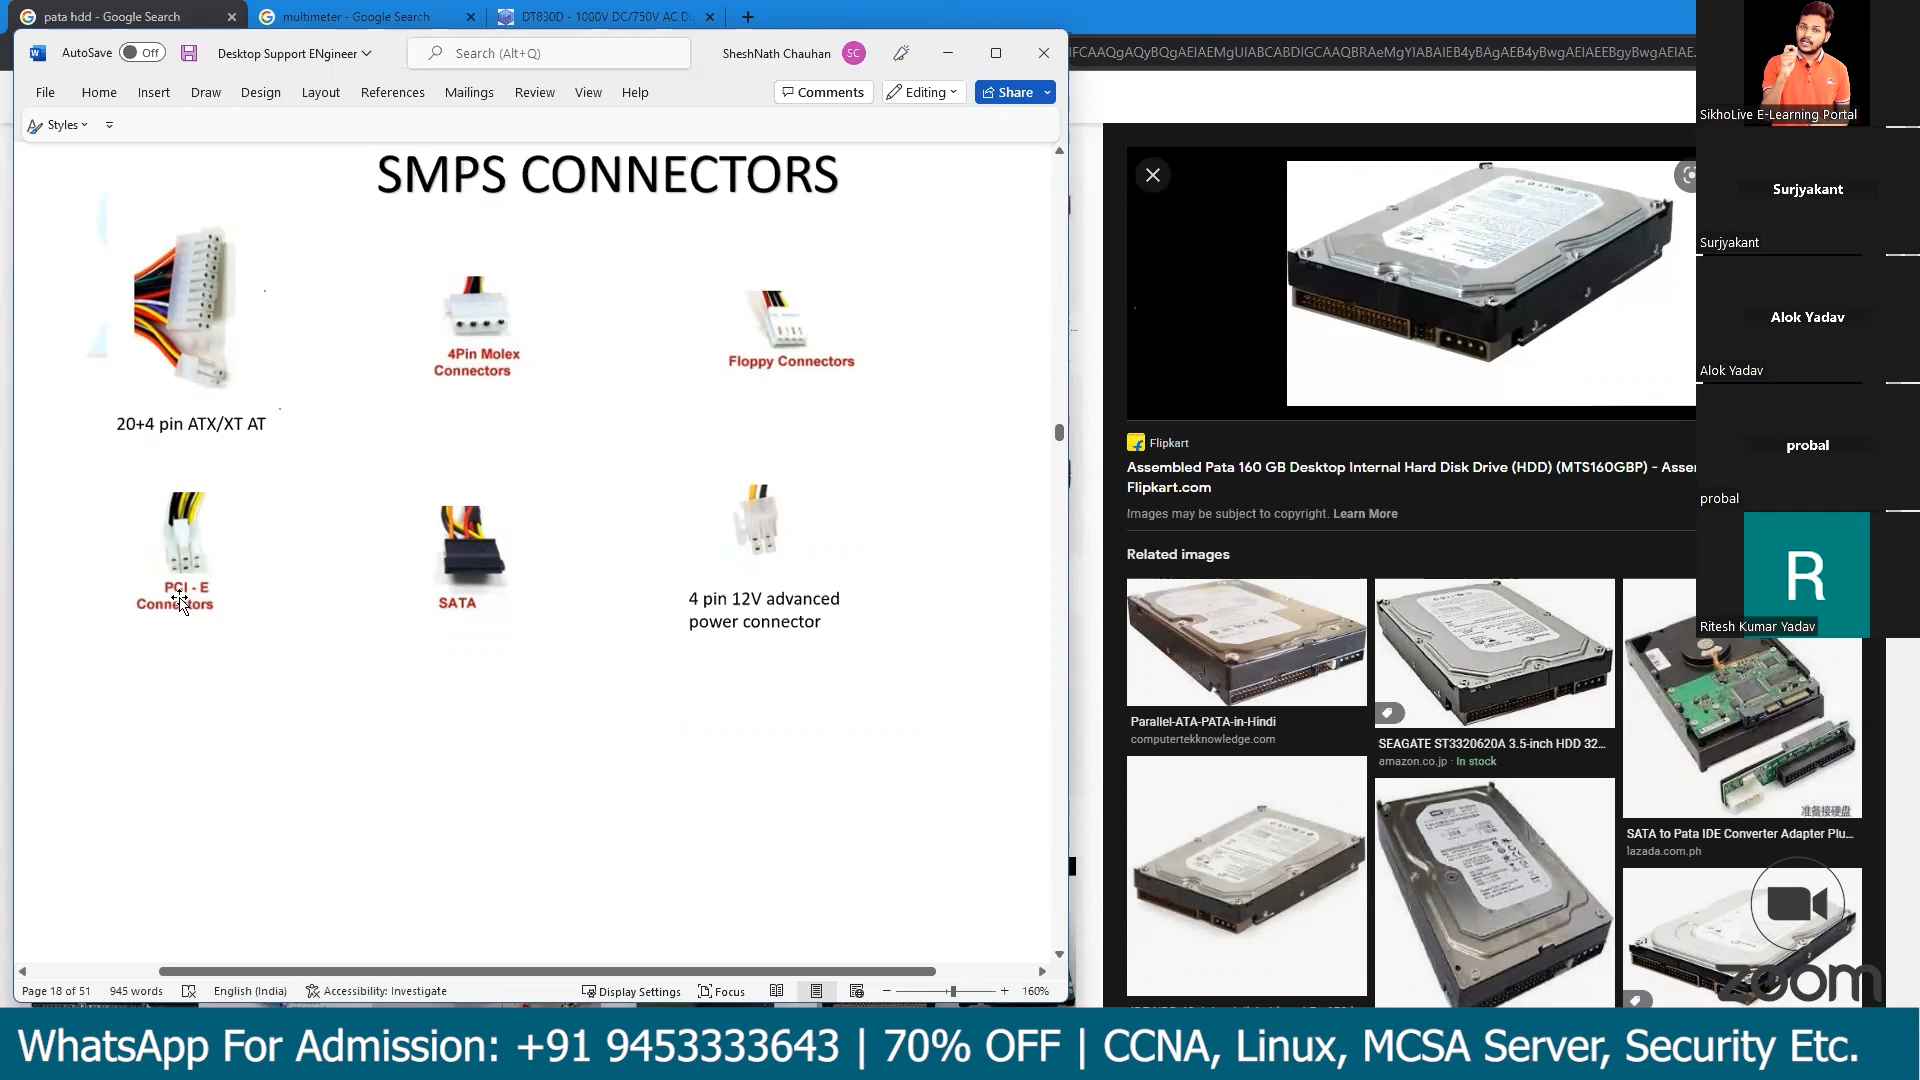 pata hdd - Google Search
multimeter - Google Search
DT830D - 1000V DC/750V AC Di
AutoSave
Off
Desktop Support ENgineer
Search (Alt+Q)
SheshNath Chauhan
SC
File
Home
Insert
Draw
Design
Layout
References
Mailings
Review
View
Help
Comments
Editing
Share
Styles
SMPS CONNECTORS
4Pin Molex
Connectors
Floppy Connectors
20+4 pin ATX/XT AT
PCI - E
Connectors
SATA
4 pin 12V advanced
power connector
Page 18 of 51
945 words
English (India)
Accessibility: Investigate
Display Settings
Focus
160%
Flipkart
Assembled Pata 160 GB Desktop Internal Hard Disk Drive (HDD) (MTS160GBP) - Asser
Flipkart.com
Images may be subject to copyright. Learn More
Related images
Parallel-ATA-PATA-in-Hindi
computertekknowledge.com
SEAGATE ST3320620A 3.5-inch HDD 32...
amazon.co.jp · In stock
SATA to Pata IDE Converter Adapter Plu...
lazada.com.ph
SikhoLive E-Learning Portal
Surjyakant
Surjyakant
Alok Yadav
Alok Yadav
probal
probal
R
Ritesh Kumar Yadav
zoom
WhatsApp For Admission: +91 9453333643 | 70% OFF | CCNA, Linux, MCSA Server, Security Etc.